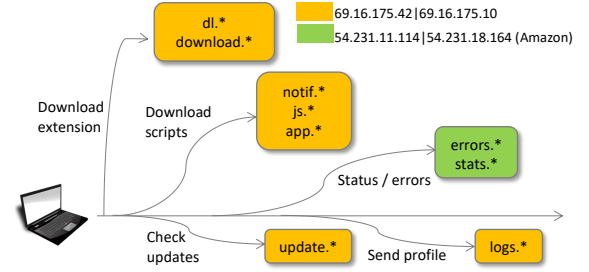 dl.*
download.*
69.16.175.42|69.16.175.10
54.231.11.114|54.231.18.164 (Amazon)
Download
extension
Download
scripts
notif.*
js.*
app.*
Status / errors
errors.*
stats.*
Check
updates
update.*
Send profile
logs.*